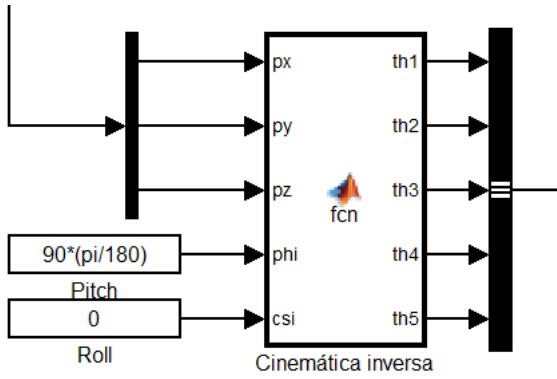 px
th1
py
th2
pz
th3
fcn
90*(pi/180)
phi
th4
Pitch
0
csi
th5
Roll
Cinemática inversa